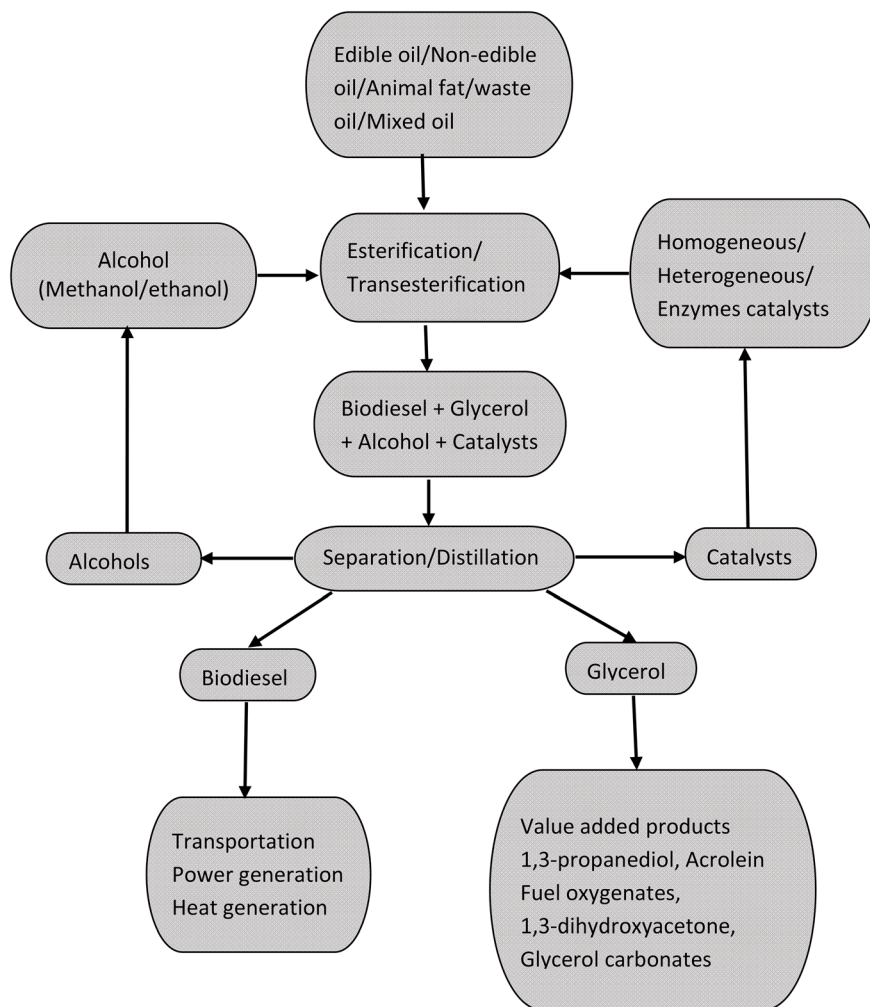 Edible oil/Non-edible
oil/Animal fat/waste
oil/Mixed oil
Alcohol
(Methanol/ethanol)
Esterification/
Transesterification
Homogeneous/
Heterogeneous/
Enzymes catalysts
Biodiesel + Glycerol
+ Alcohol + Catalysts
Alcohols
Separation/Distillation
Catalysts
Biodiesel
Glycerol
Transportation
Power generation
Heat generation
Value added products
1,3-propanediol, Acrolein
Fuel oxygenates,
1,3-dihydroxyacetone,
Glycerol carbonates